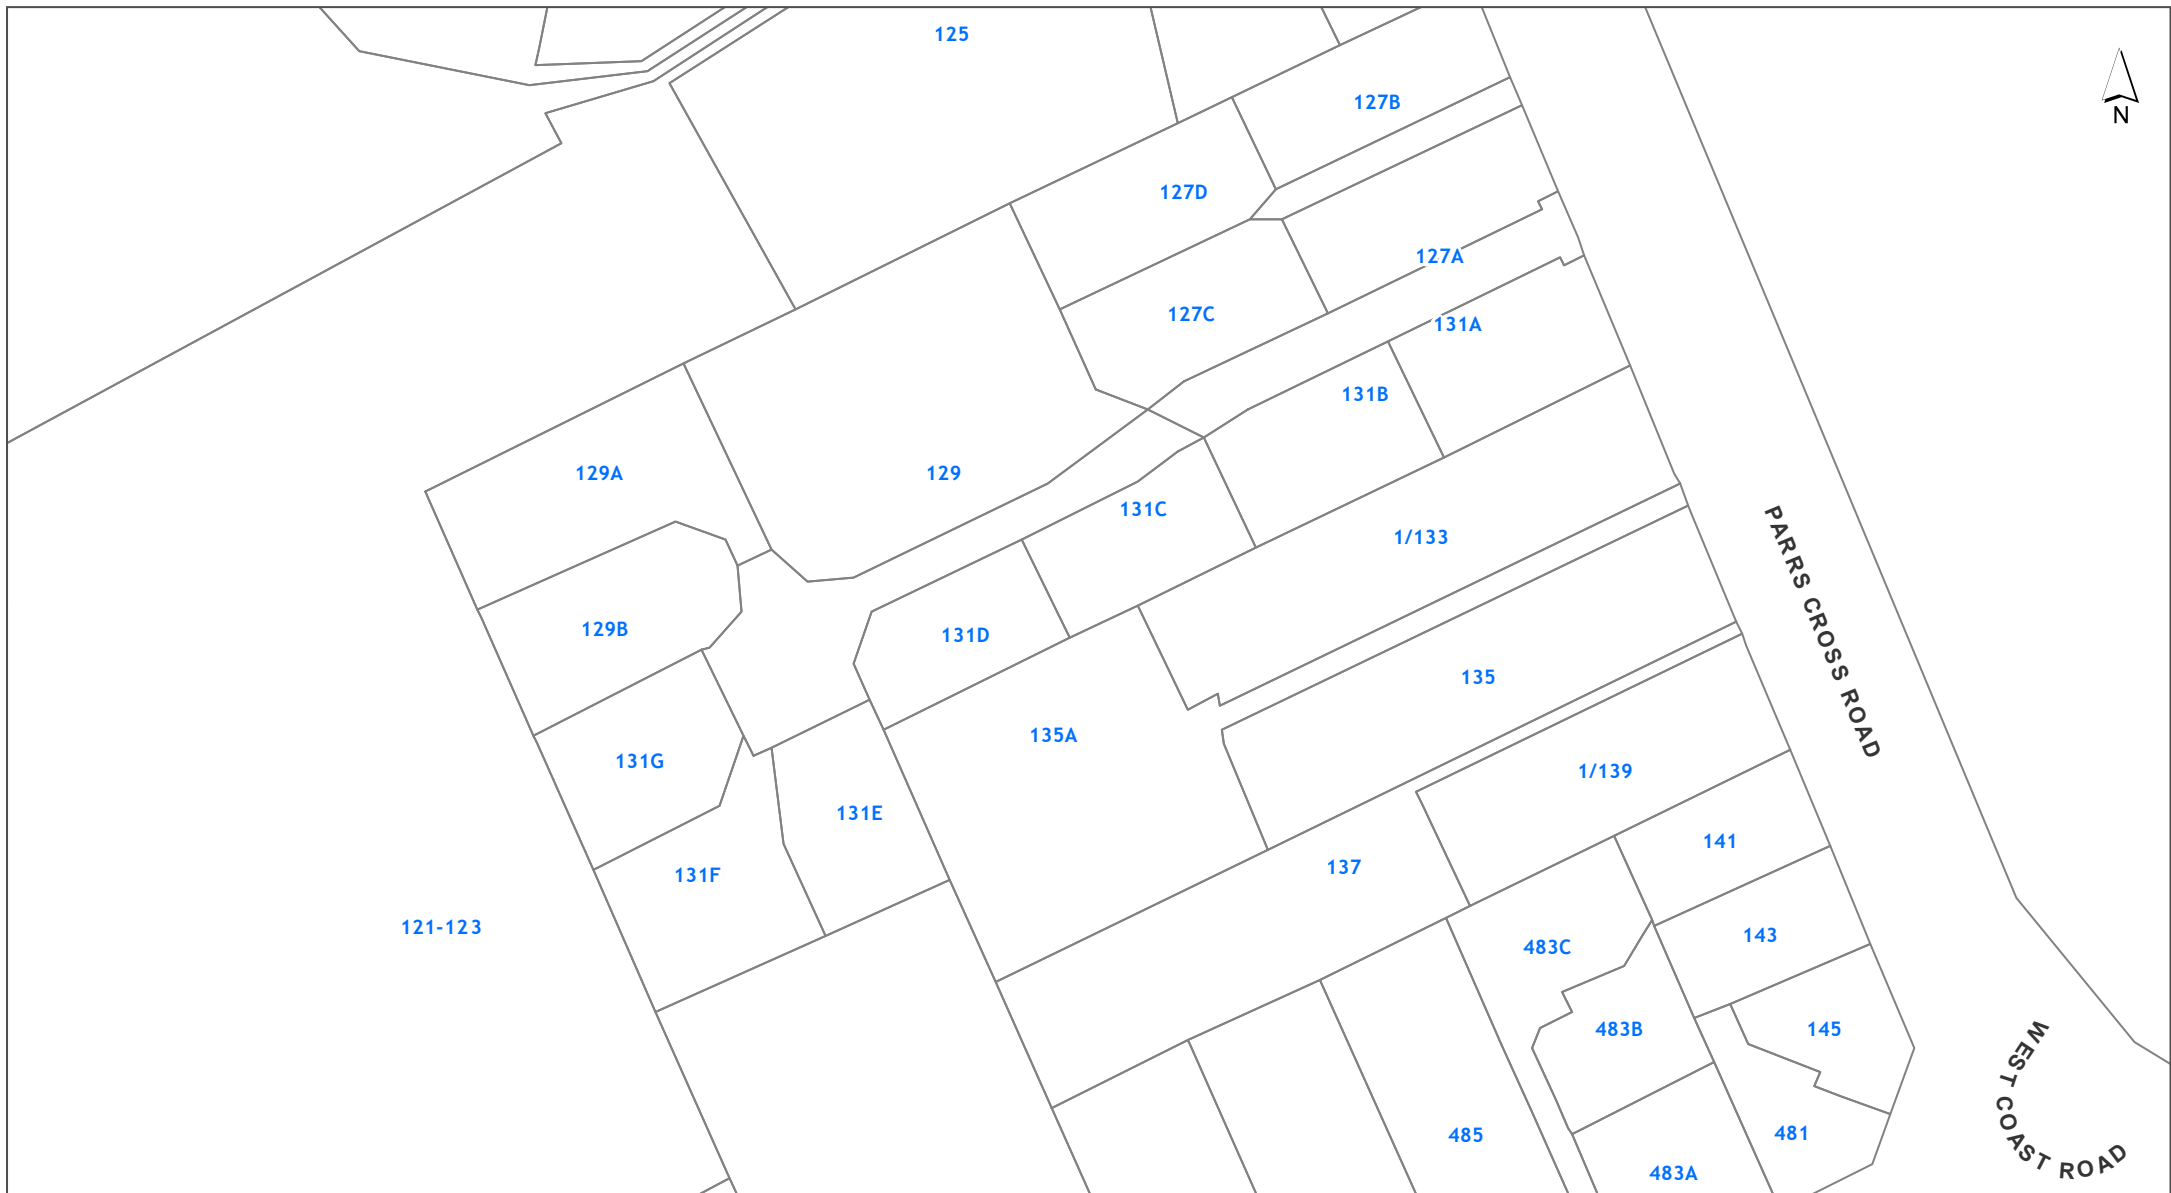 125
127B
N
127D
127A
127C
131A
131B
129A
129
131C
1/133
129B
131D
135
135A
131G
1/139
131E
141
137
131F
121-123
143
483C
483B
145
485
481
483A
PARRS CROSS ROAD
WEST COAST ROAD